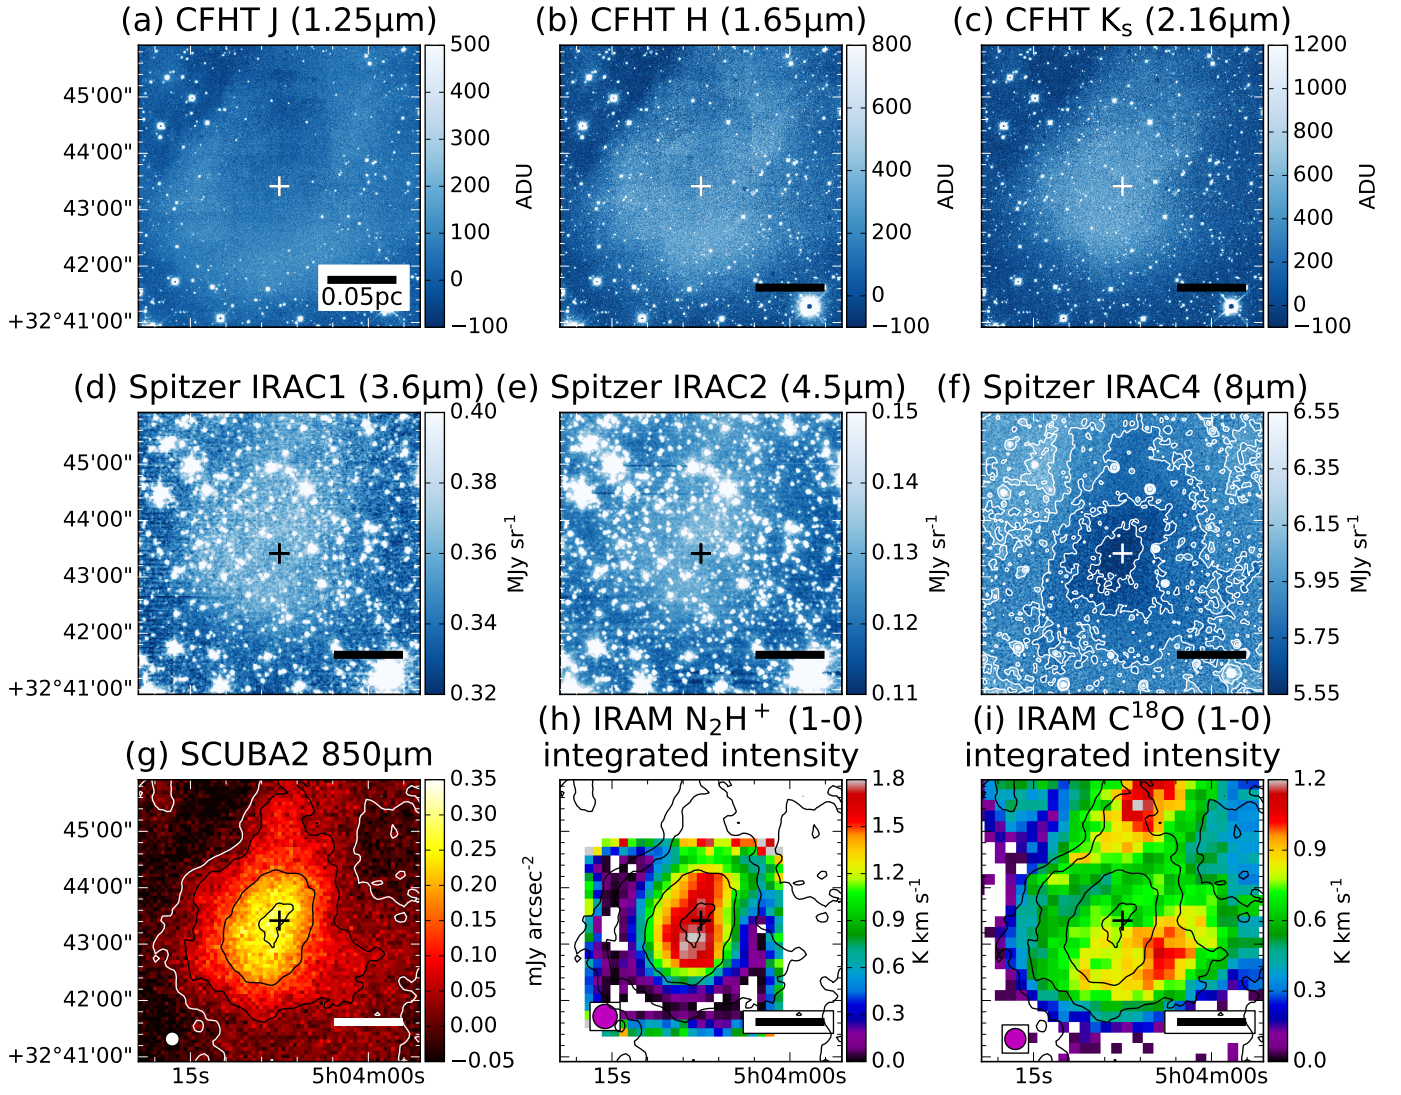 (a) CFHT J (1.25µm)
(b) CFHT H (1.65µm)
(c) CFHT Kₛ (2.16µm)
500
400
300
200
100
0
−100
ADU
800
600
400
200
0
−100
ADU
1200
1000
800
600
400
200
0
−100
ADU
45'00"
44'00"
43'00"
42'00"
+32°41'00"
0.05pc
(d) Spitzer IRAC1 (3.6µm)
(e) Spitzer IRAC2 (4.5µm)
(f) Spitzer IRAC4 (8µm)
0.40
0.38
0.36
0.34
0.32
MJy sr⁻¹
0.15
0.14
0.13
0.12
0.11
MJy sr⁻¹
6.55
6.35
6.15
5.95
5.75
5.55
MJy sr⁻¹
45'00"
44'00"
43'00"
42'00"
+32°41'00"
(g) SCUBA2 850µm
(h) IRAM N₂H⁺ (1-0)
integrated intensity
(i) IRAM C¹⁸O (1-0)
integrated intensity
0.35
0.30
0.25
0.20
0.15
0.10
0.05
0.00
−0.05
mJy arcsec⁻²
1.8
1.5
1.2
0.9
0.6
0.3
0.0
K km s⁻¹
1.2
0.9
0.6
0.3
0.0
K km s⁻¹
45'00"
44'00"
43'00"
42'00"
+32°41'00"
15s
5h04m00s
15s
5h04m00s
15s
5h04m00s